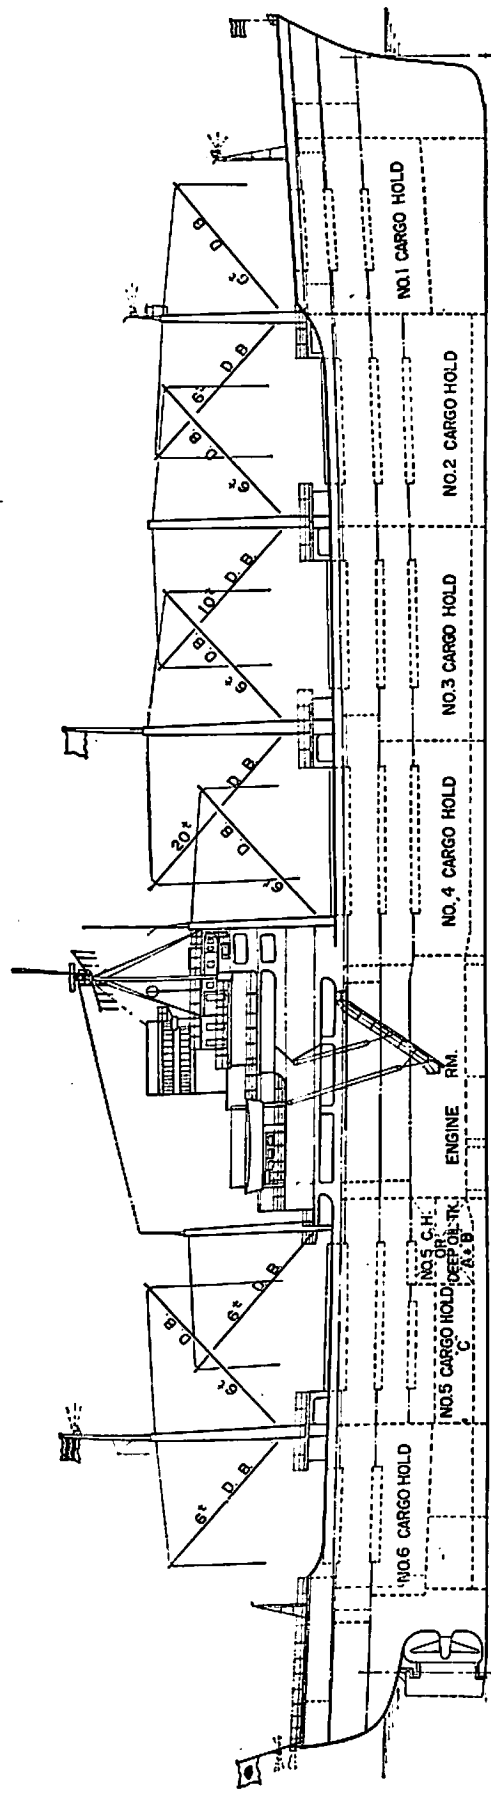 6t
D. B.
6t
D. B.
D. B.
6t
20t
D. B.
6t
D. B.
10t
D. B.
6t
D. B.
6t
D. B.
6t
D. B.
6t
D. B.
NO.6 CARGO HOLD
NO.5 CARGO HOLD
"C"
NO.5 C.H.
OR
DEEP OIL TK.
A & B
ENGINE RM.
NO.4 CARGO HOLD
NO.3 CARGO HOLD
NO.2 CARGO HOLD
NO.1 CARGO HOLD